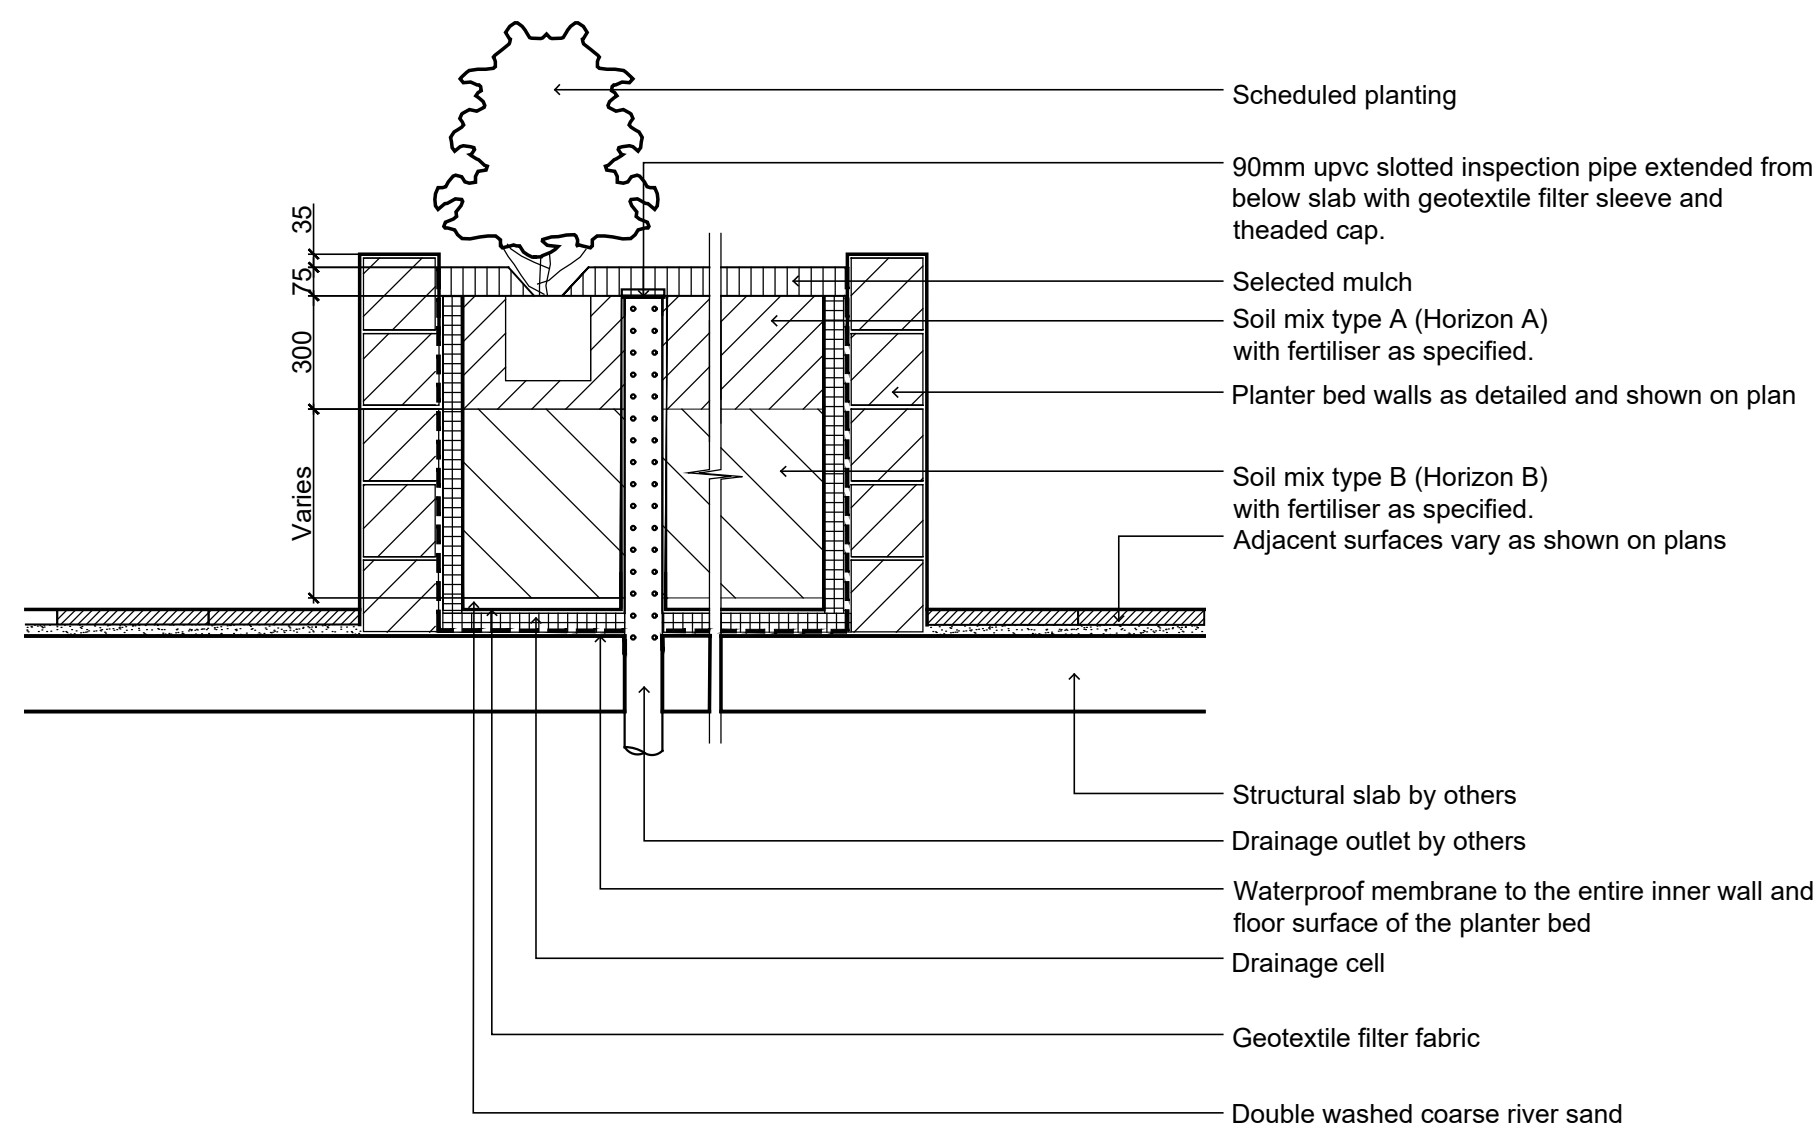 Scheduled planting
90mm upvc slotted inspection pipe extended from
below slab with geotextile filter sleeve and
theaded cap.
Selected mulch
Soil mix type A (Horizon A)
with fertiliser as specified.
Planter bed walls as detailed and shown on plan
Soil mix type B (Horizon B)
with fertiliser as specified.
Adjacent surfaces vary as shown on plans
35
75
300
Varies
Structural slab by others
Drainage outlet by others
Waterproof membrane to the entire inner wall and
floor surface of the planter bed
Drainage cell
Geotextile filter fabric
Double washed coarse river sand